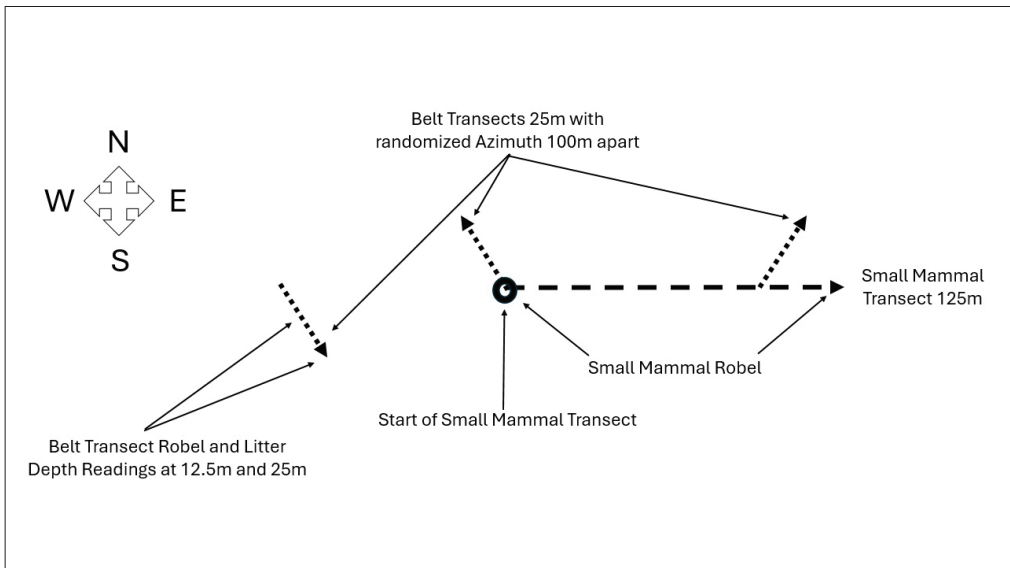 Belt Transects 25m with
randomized Azimuth 100m apart
N
W
E
S
Small Mammal
Transect 125m
Small Mammal Robel
Start of Small Mammal Transect
Belt Transect Robel and Litter
Depth Readings at 12.5m and 25m